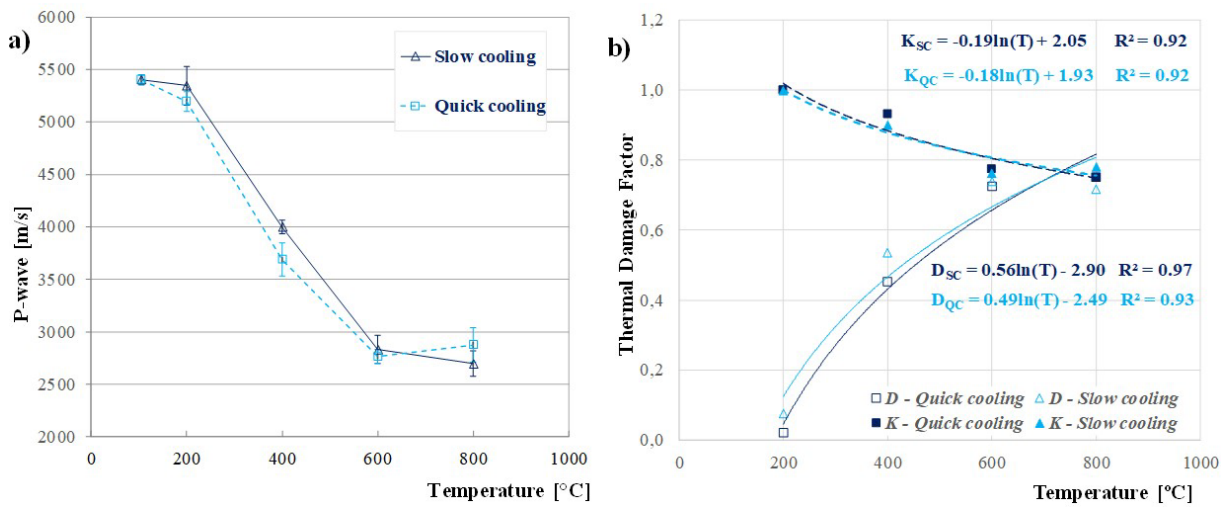 a)
6000
5500
5000
4500
4000
3500
3000
2500
2000
P-wave [m/s]
Slow cooling
Quick cooling
0 200 400 600 800 1000
Temperature [°C]
b)
1,2
1,0
0,8
0,6
0,4
0,2
0,0
Thermal Damage Factor
K_SC = -0.19ln(T) + 2.05 R² = 0.92
K_QC = -0.18ln(T) + 1.93 R² = 0.92
D_SC = 0.56ln(T) - 2.90 R² = 0.97
D_QC = 0.49ln(T) - 2.49 R² = 0.93
D - Quick cooling D - Slow cooling
K - Quick cooling K - Slow cooling
0 200 400 600 800 1000
Temperature [°C]